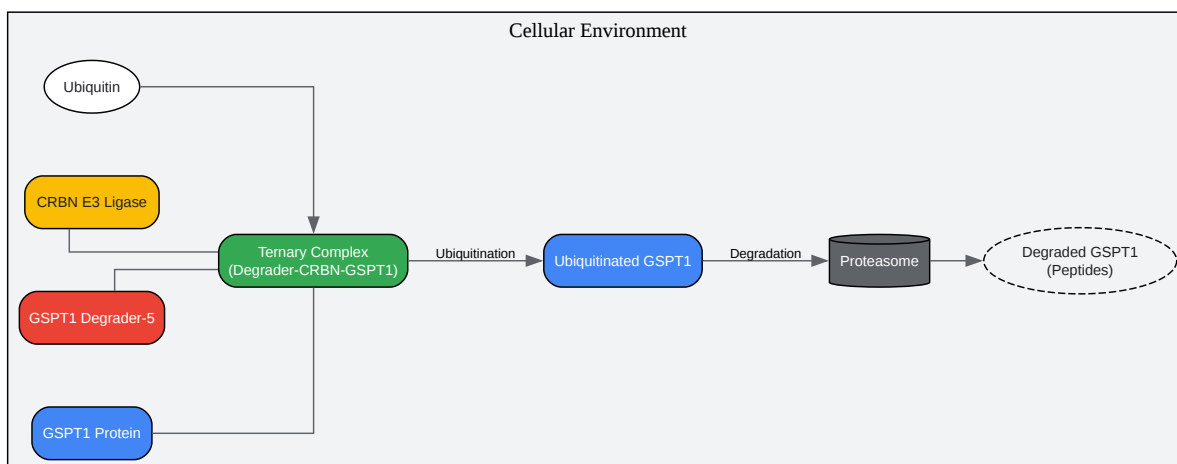 Cellular Environment
Ubiquitin
CRBN E3 Ligase
GSPT1 Degrader-5
GSPT1 Protein
Ternary Complex
(Degrader-CRBN-GSPT1)
Ubiquitination
Ubiquitinated GSPT1
Degradation
Proteasome
Degraded GSPT1
(Peptides)